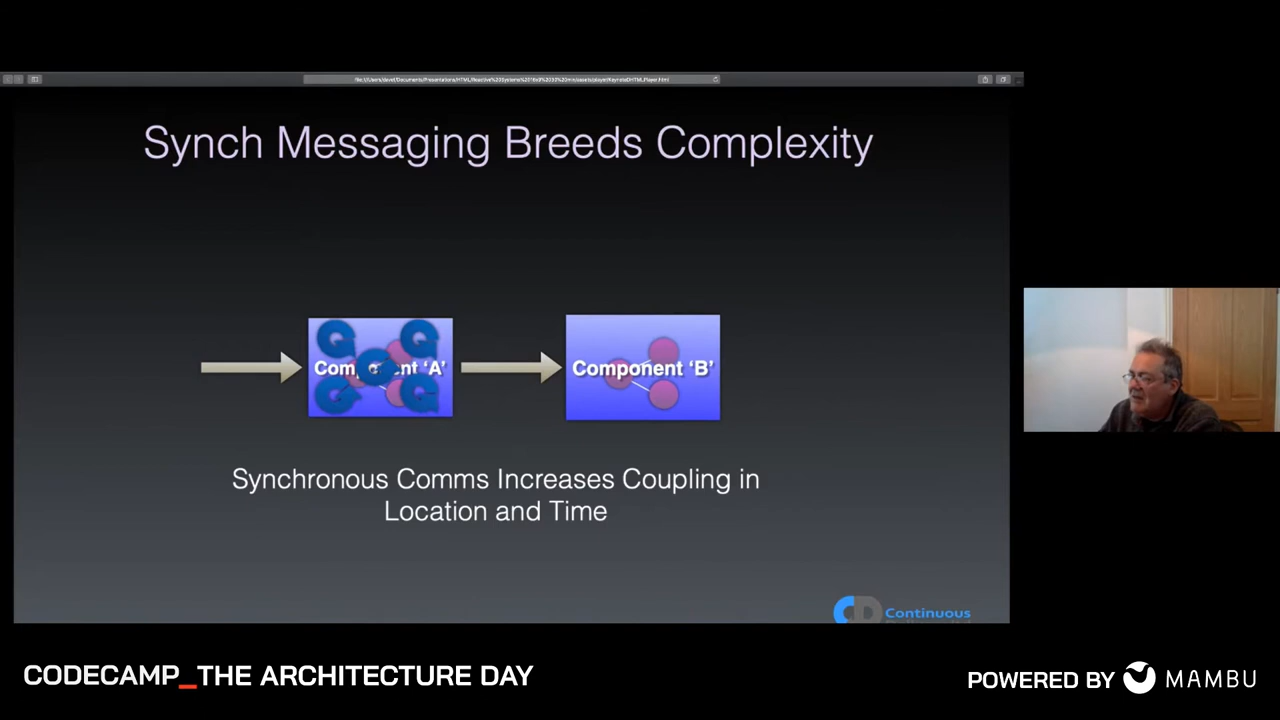 Synch Messaging Breeds Complexity
Component 'B'
Synchronous Comms Increases Coupling in
Location and Time
Continuous
CODECAMP_THE ARCHITECTURE DAY
POWERED BY MAMBU